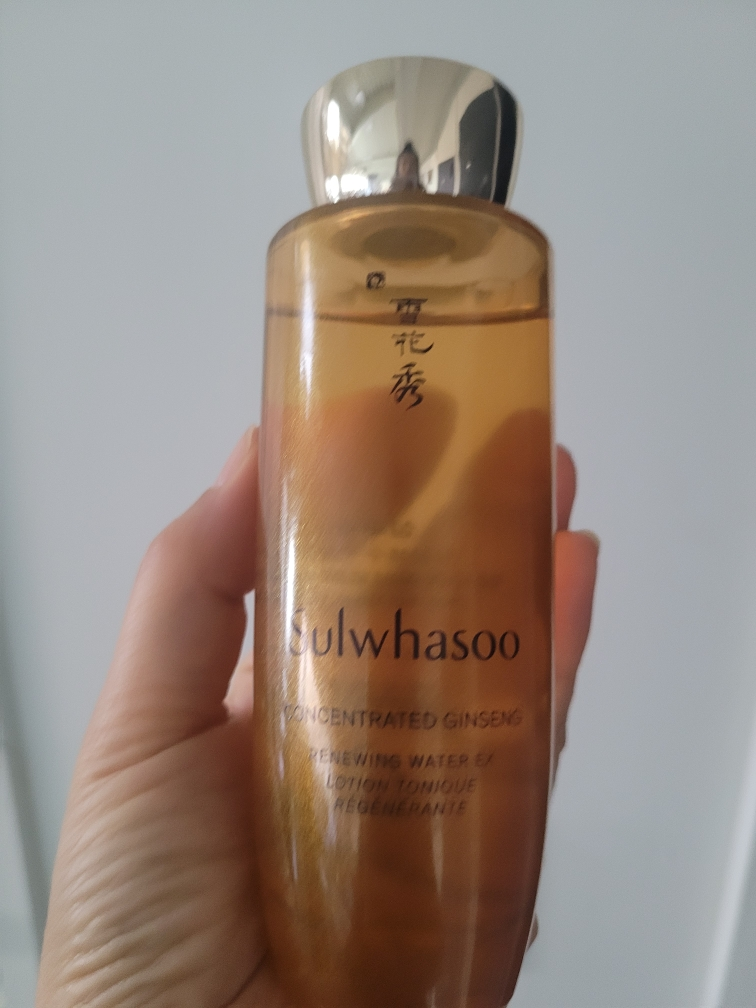 雪
花
秀
Sulwhasoo
CONCENTRATED GINSENG
RENEWING WATER EX
LOTION TONIQUE
RÉGÉNÉRANTE